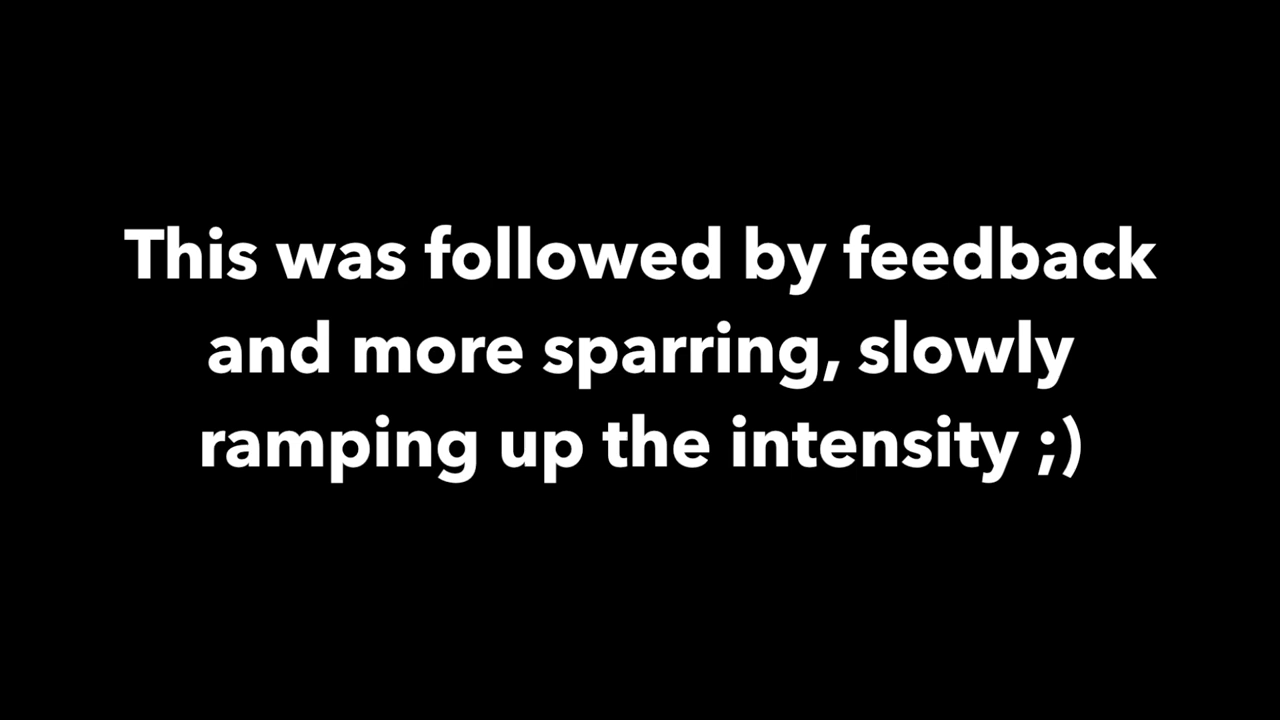 This was followed by feedback
and more sparring, slowly
ramping up the intensity ;)